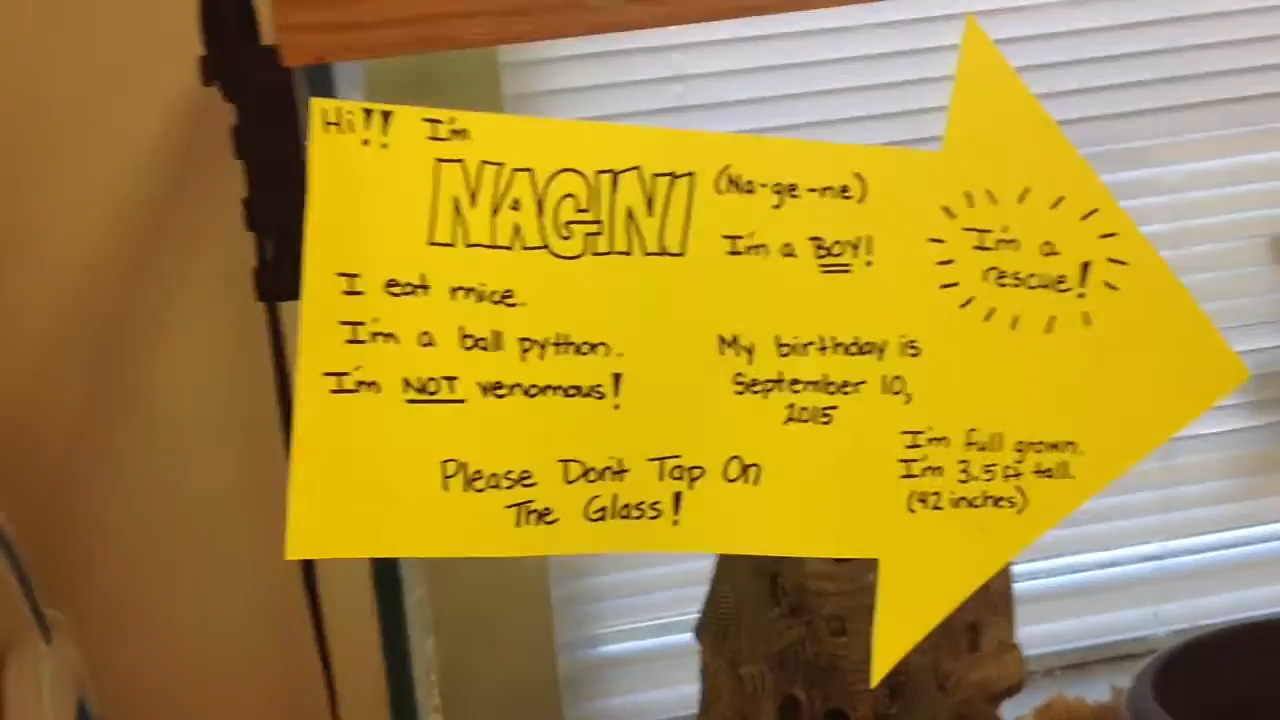 Hi!! I'm
NAGINI (Na-ge-ne)
I'm a BOY!
I'm a
rescue!
I eat mice.
I'm a ball python.
I'm NOT venomous!
My birthday is
September 10,
2015
I'm full grown.
I'm 3.5 ft tall.
(42 inches)
Please Don't Tap On
The Glass!